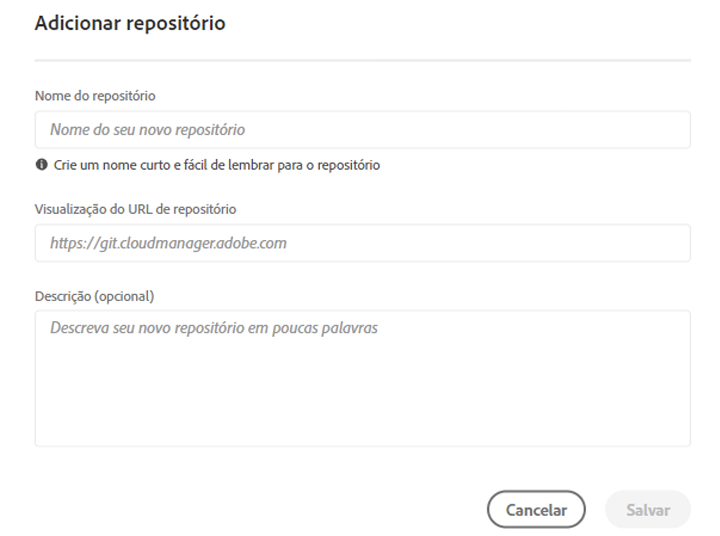 Adicionar repositório
Nome do repositório
Nome do seu novo repositório
Crie um nome curto e fácil de lembrar para o repositório
Visualização do URL de repositório
https://git.cloudmanager.adobe.com
Descrição (opcional)
Descreva seu novo repositório em poucas palavras
Cancelar
Salvar